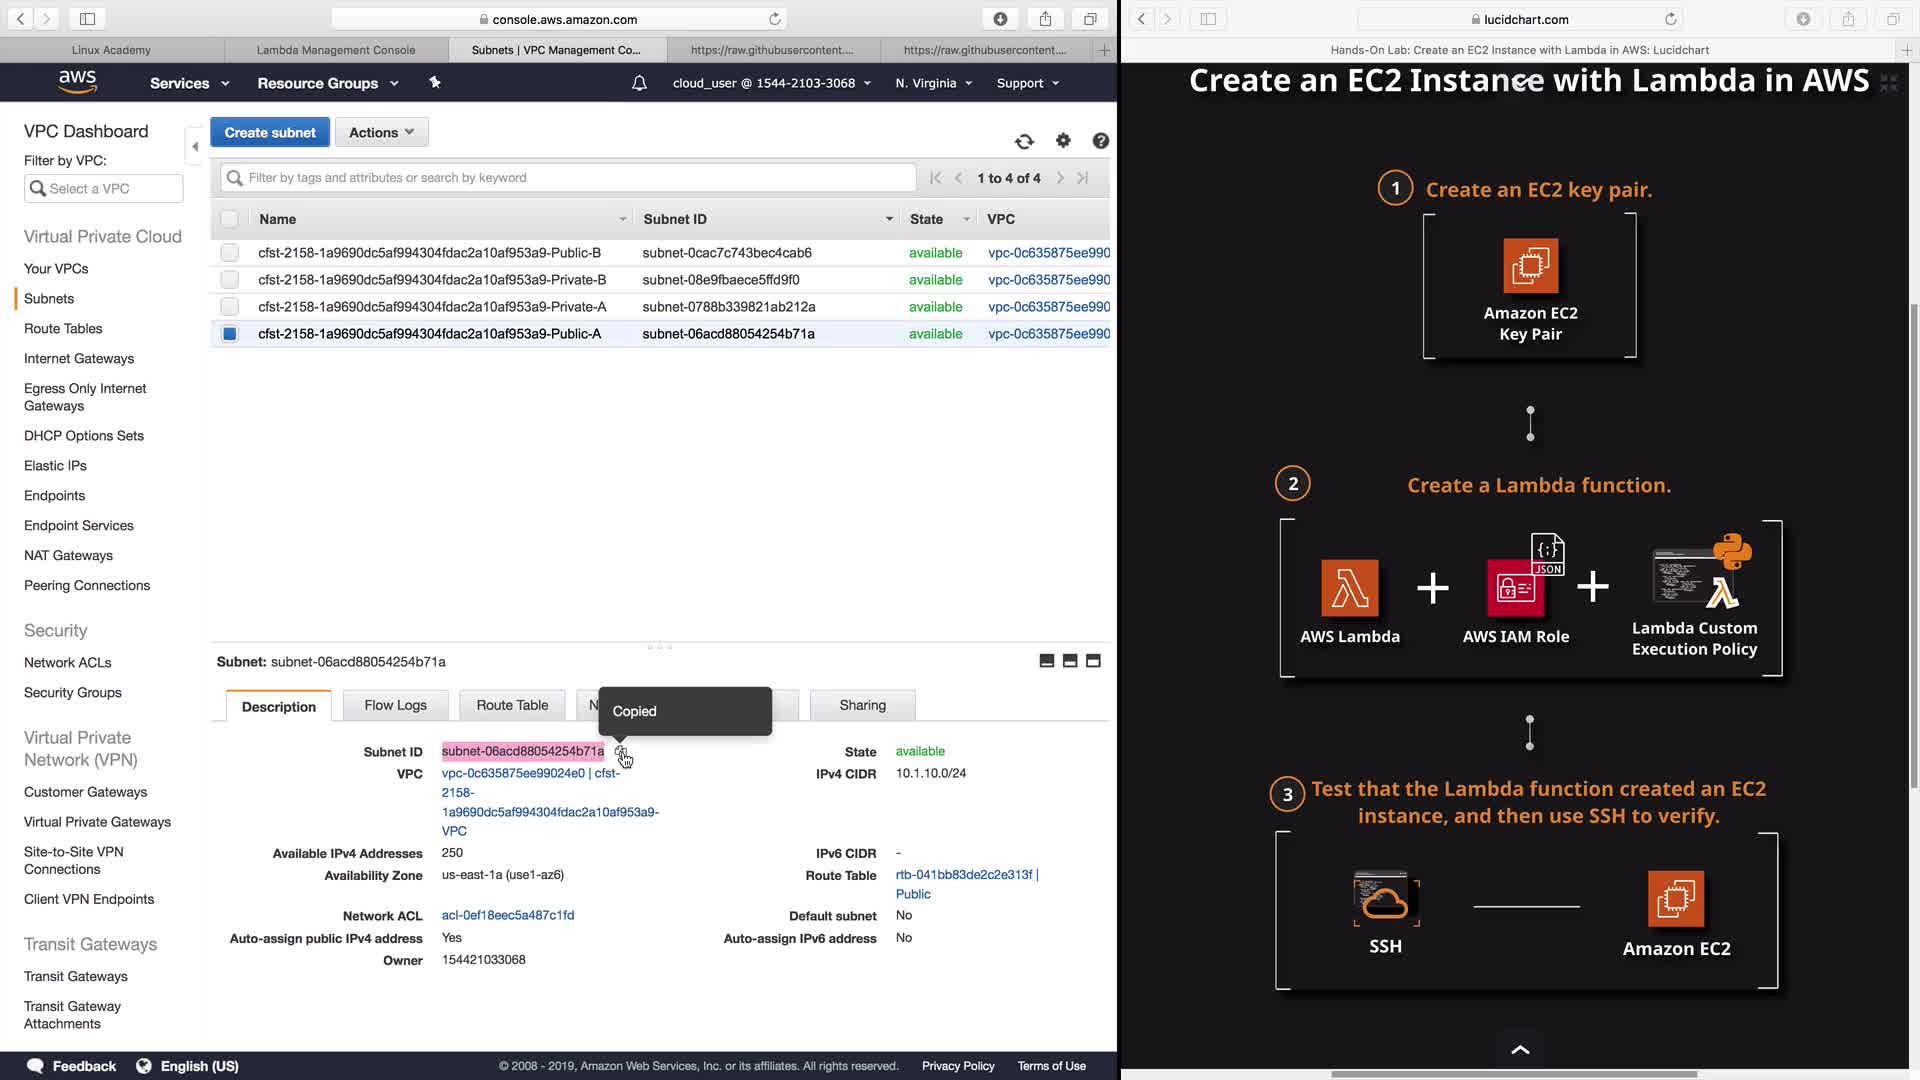 console.aws.amazon.com
Linux Academy
Lambda Management Console
Subnets | VPC Management Co...
https://raw.githubusercontent....
https://raw.githubusercontent....
aws
Services
Resource Groups
cloud_user @ 1544-2103-3068
N. Virginia
Support
VPC Dashboard
Filter by VPC:
Select a VPC
Virtual Private Cloud
Your VPCs
Subnets
Route Tables
Internet Gateways
Egress Only Internet
Gateways
DHCP Options Sets
Elastic IPs
Endpoints
Endpoint Services
NAT Gateways
Peering Connections
Security
Network ACLs
Security Groups
Virtual Private
Network (VPN)
Customer Gateways
Virtual Private Gateways
Site-to-Site VPN
Connections
Client VPN Endpoints
Transit Gateways
Transit Gateways
Transit Gateway
Attachments
Create subnet
Actions
Filter by tags and attributes or search by keyword
1 to 4 of 4
Name Subnet ID State VPC
cfst-2158-1a9690dc5af994304fdac2a10af953a9-Public-B subnet-0cac7c743bec4cab6 available vpc-0c635875ee990
cfst-2158-1a9690dc5af994304fdac2a10af953a9-Private-B subnet-08e9fbaece5ffd9f0 available vpc-0c635875ee990
cfst-2158-1a9690dc5af994304fdac2a10af953a9-Private-A subnet-0788b339821ab212a available vpc-0c635875ee990
cfst-2158-1a9690dc5af994304fdac2a10af953a9-Public-A subnet-06acd88054254b71a available vpc-0c635875ee990
Subnet: subnet-06acd88054254b71a
Description
Flow Logs
Route Table
N
Sharing
Copied
Subnet ID subnet-06acd88054254b71a
VPC vpc-0c635875ee99024e0 | cfst-
2158-
1a9690dc5af994304fdac2a10af953a9-
VPC
Available IPv4 Addresses 250
Availability Zone us-east-1a (use1-az6)
Network ACL acl-0ef18eec5a487c1fd
Auto-assign public IPv4 address Yes
Owner 154421033068
State available
IPv4 CIDR 10.1.10.0/24
IPv6 CIDR -
Route Table rtb-041bb83de2c2e313f |
Public
Default subnet No
Auto-assign IPv6 address No
Feedback
English (US)
© 2008 - 2019, Amazon Web Services, Inc. or its affiliates. All rights reserved.
Privacy Policy
Terms of Use
lucidchart.com
Hands-On Lab: Create an EC2 Instance with Lambda in AWS: Lucidchart
Create an EC2 Instance with Lambda in AWS
1 Create an EC2 key pair.
Amazon EC2
Key Pair
2 Create a Lambda function.
JSON
AWS Lambda
AWS IAM Role
Lambda Custom
Execution Policy
3 Test that the Lambda function created an EC2
instance, and then use SSH to verify.
SSH
Amazon EC2